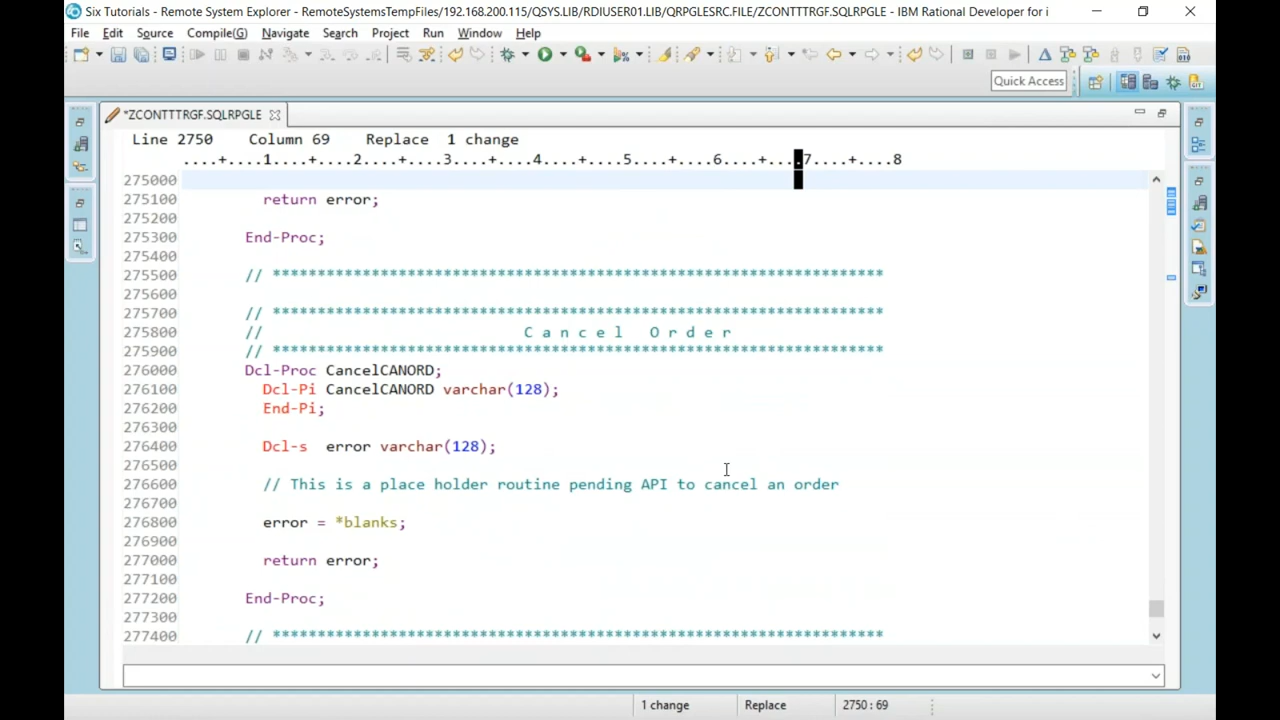 Six Tutorials - Remote System Explorer - RemoteSystemsTempFiles/192.168.200.115/QSYS.LIB/RDIUSER01.LIB/QRPGLESRC.FILE/ZCONTTTRGF.SQLRPGLE - IBM Rational Developer for i
File Edit Source Compile(G) Navigate Search Project Run Window Help
Quick Access
*ZCONTTTRGF.SQLRPGLE
Line 2750 Column 69 Replace 1 change
....+....1....+....2....+....3....+....4....+....5....+....6....+....7....+....8
275000
275100 return error;
275200
275300 End-Proc;
275400
275500 // ********************************************************************
275600
275700 // ********************************************************************
275800 // C a n c e l O r d e r
275900 // ********************************************************************
276000 Dcl-Proc CancelCANORD;
276100 Dcl-Pi CancelCANORD varchar(128);
276200 End-Pi;
276300
276400 Dcl-s error varchar(128);
276500
276600 // This is a place holder routine pending API to cancel an order
276700
276800 error = *blanks;
276900
277000 return error;
277100
277200 End-Proc;
277300
277400 // ********************************************************************
1 change Replace 2750 : 69